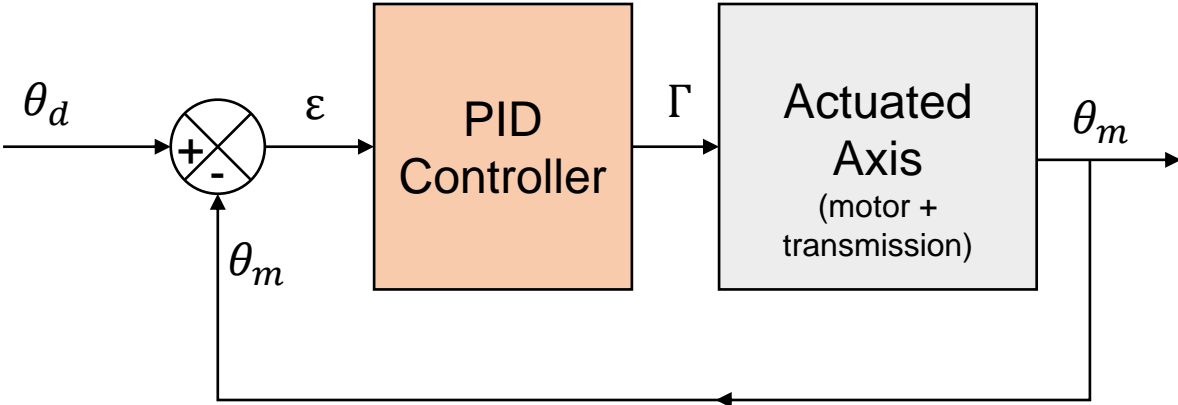 θ_d
+
-
ε
PID
Controller
Γ
Actuated
Axis
(motor +
transmission)
θ_m
θ_m